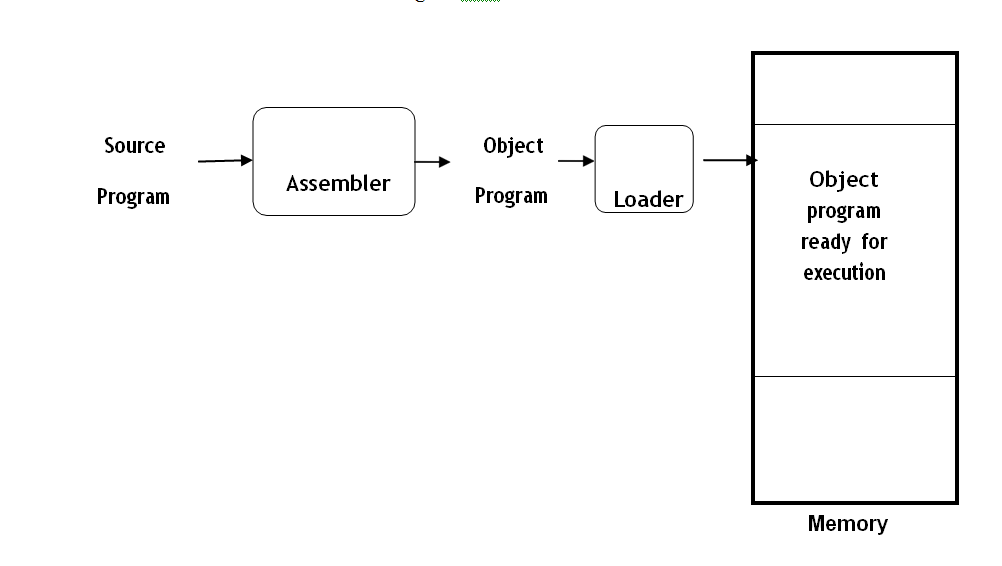 Source
Program
Assembler
Object
Program
Loader
Object
program
ready for
execution
Memory